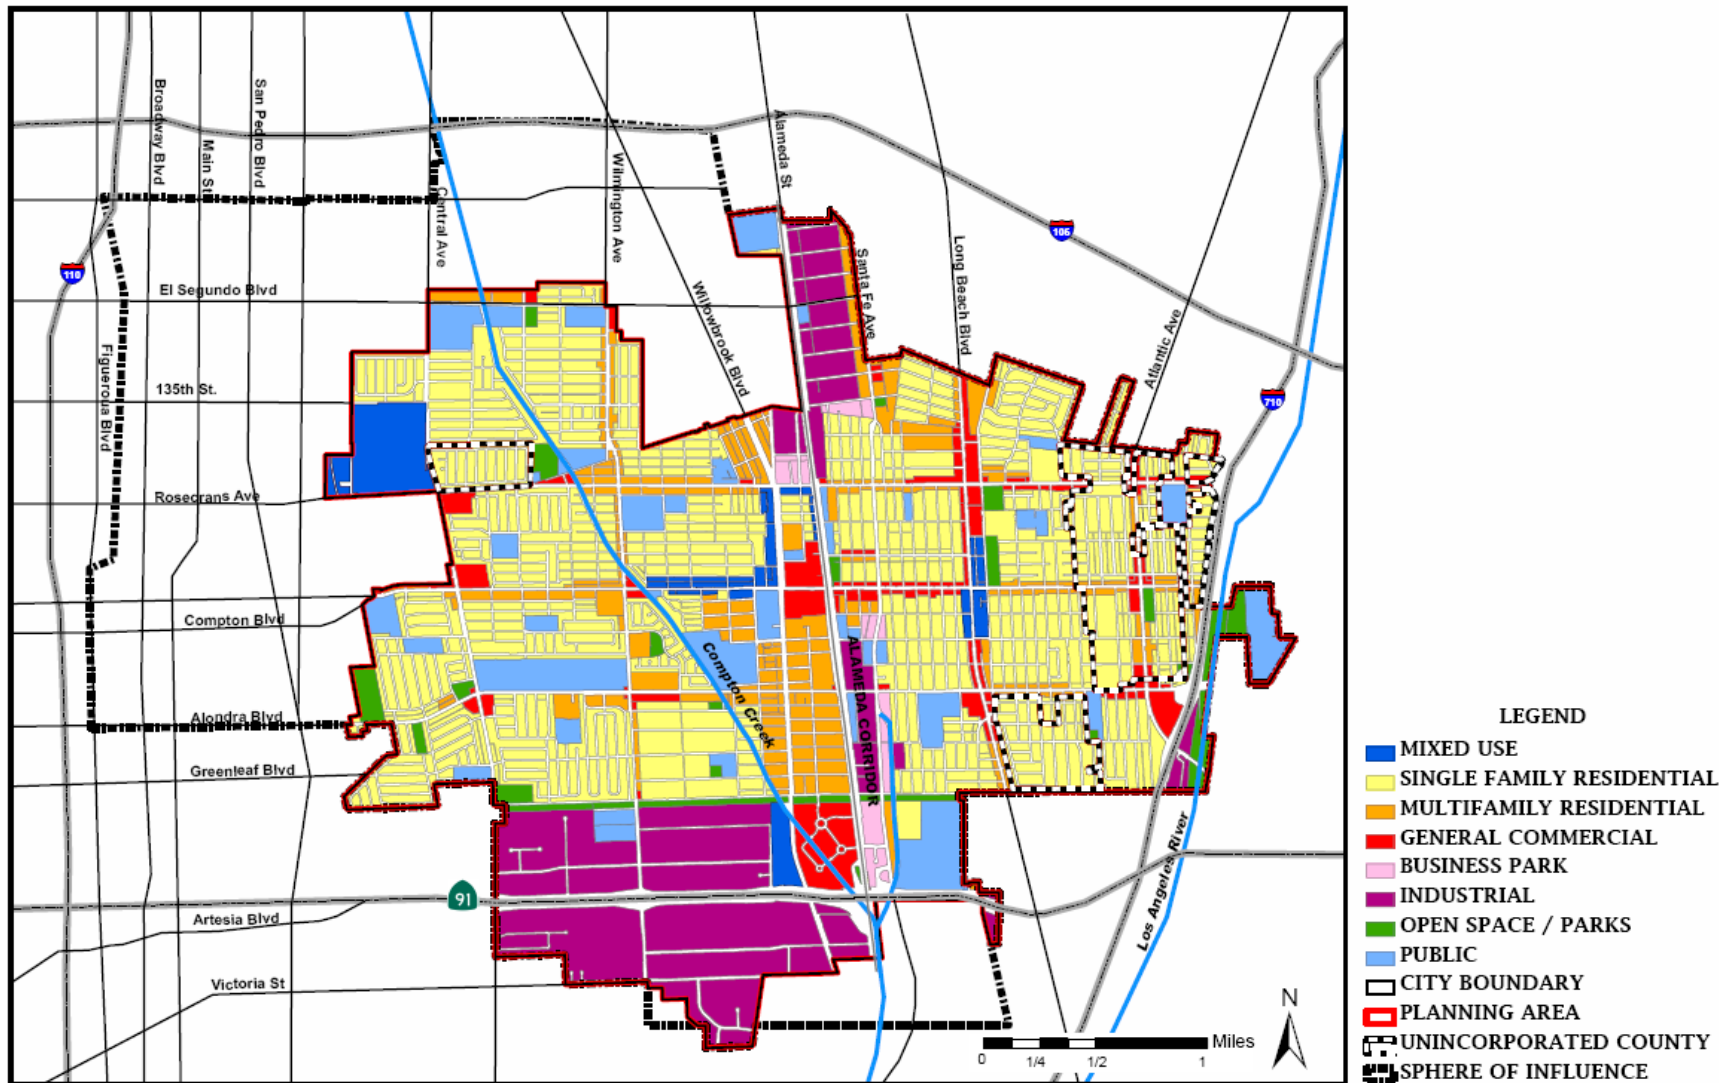 Broadway Blvd
Main St.
San Pedro Blvd
Central Ave
Wilmington Ave
Alameda St
110
105
El Segundo Blvd
Willowbrook Blvd
Santa Fe Ave
Long Beach Blvd
Atlantic Ave
Figueroua Blvd
135th St.
710
Rosecrans Ave
Compton Blvd
Compton Creek
ALAMEDA CORRIDOR
Alondra Blvd
Greenleaf Blvd
91
Artesia Blvd
Los Angeles River
Victoria St
N
0 1/4 1/2 1 Miles
LEGEND
MIXED USE
SINGLE FAMILY RESIDENTIAL
MULTIFAMILY RESIDENTIAL
GENERAL COMMERCIAL
BUSINESS PARK
INDUSTRIAL
OPEN SPACE / PARKS
PUBLIC
CITY BOUNDARY
PLANNING AREA
UNINCORPORATED COUNTY
SPHERE OF INFLUENCE